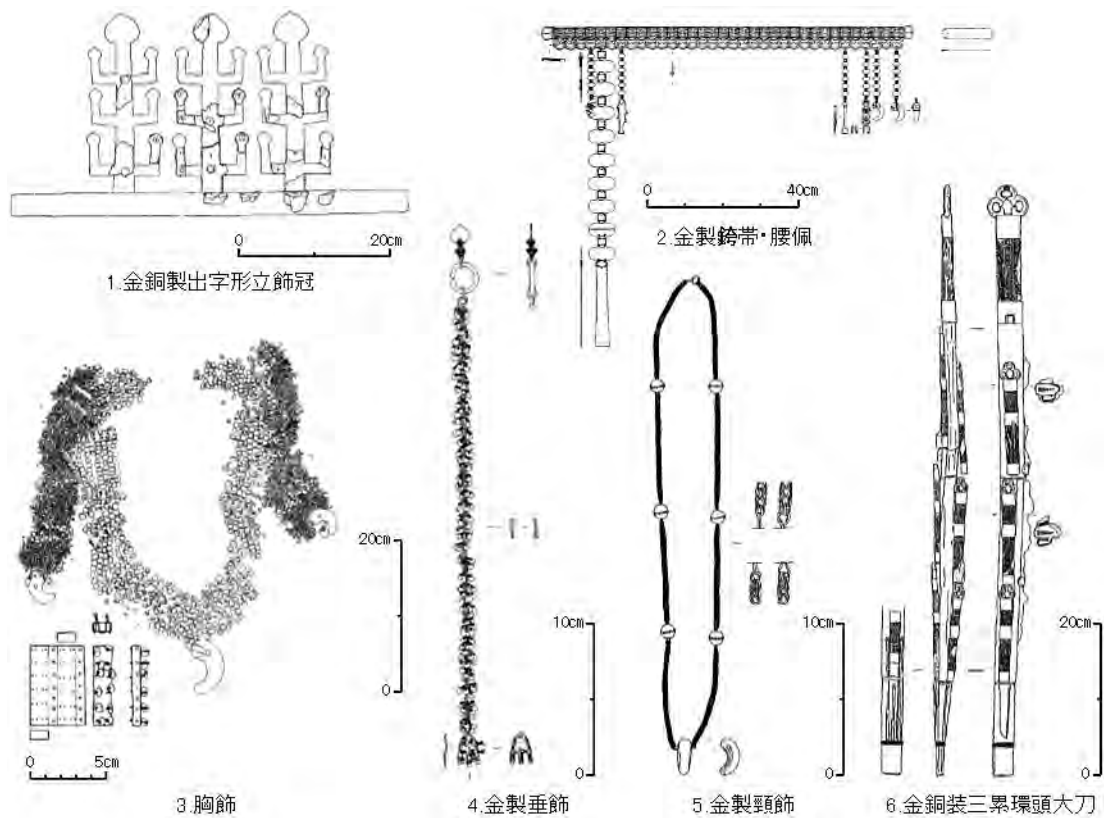 0 20cm
1.金銅製出字形立飾冠
0 40cm
2.金製銙帯・腰佩
20cm
0
0 5cm
3.胸飾
10cm
0
4.金製垂飾
10cm
0
5.金製頸飾
20cm
0
6.金銅装三累環頭大刀